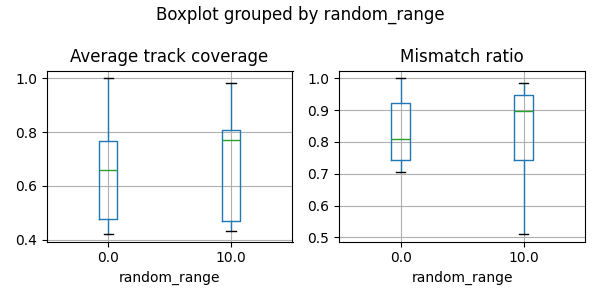 Boxplot grouped by random_range
Average track coverage
1.0
0.8
0.6
0.4
0.0 10.0
random_range
Mismatch ratio
1.0
0.9
0.8
0.7
0.6
0.5
0.0 10.0
random_range